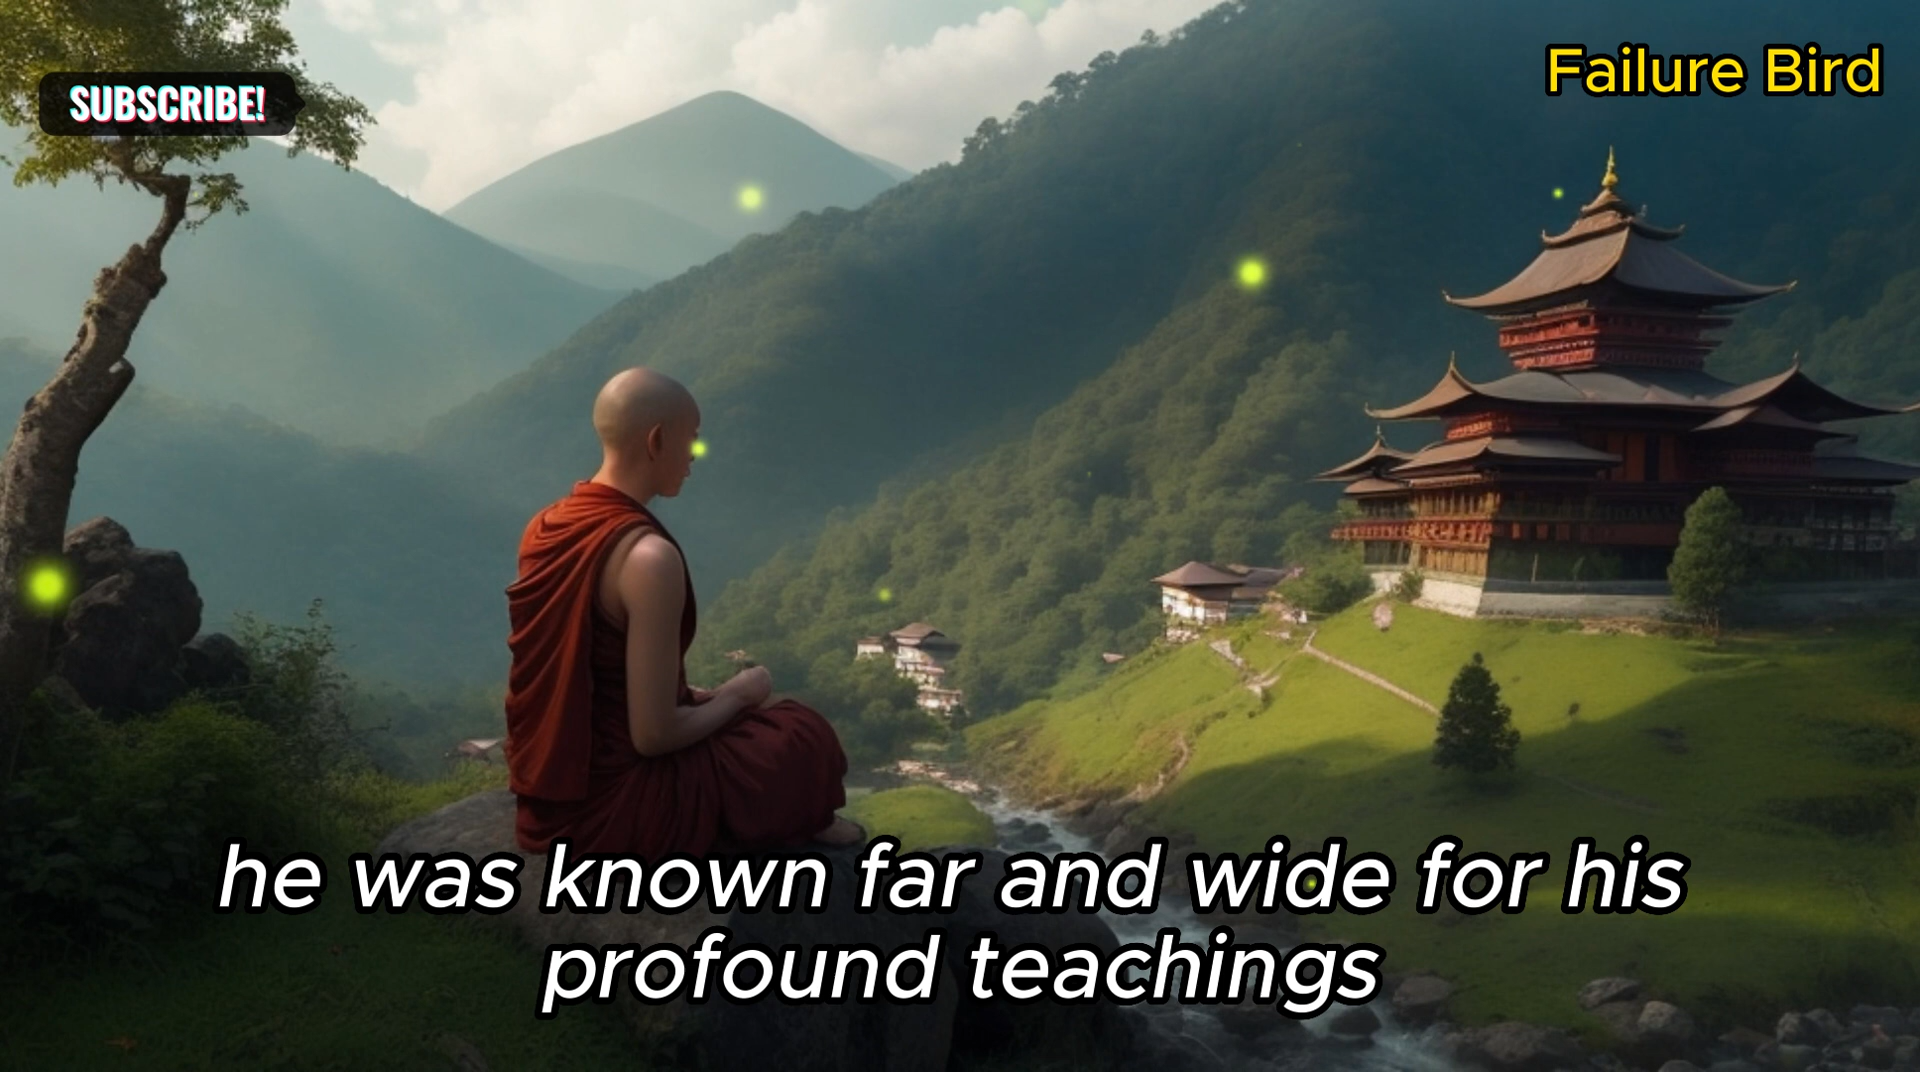 SUBSCRIBE!
Failure Bird
he was known far and wide for his
profound teachings